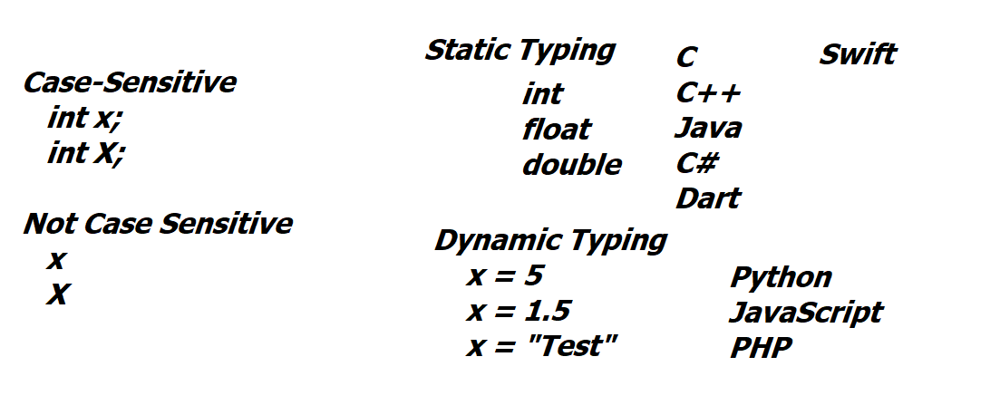 Case-Sensitive
int x;
int X;
Not Case Sensitive
x
X
Static Typing
int
float
double
C
C++
Java
C#
Dart
Swift
Dynamic Typing
x = 5
x = 1.5
x = "Test"
Python
JavaScript
PHP